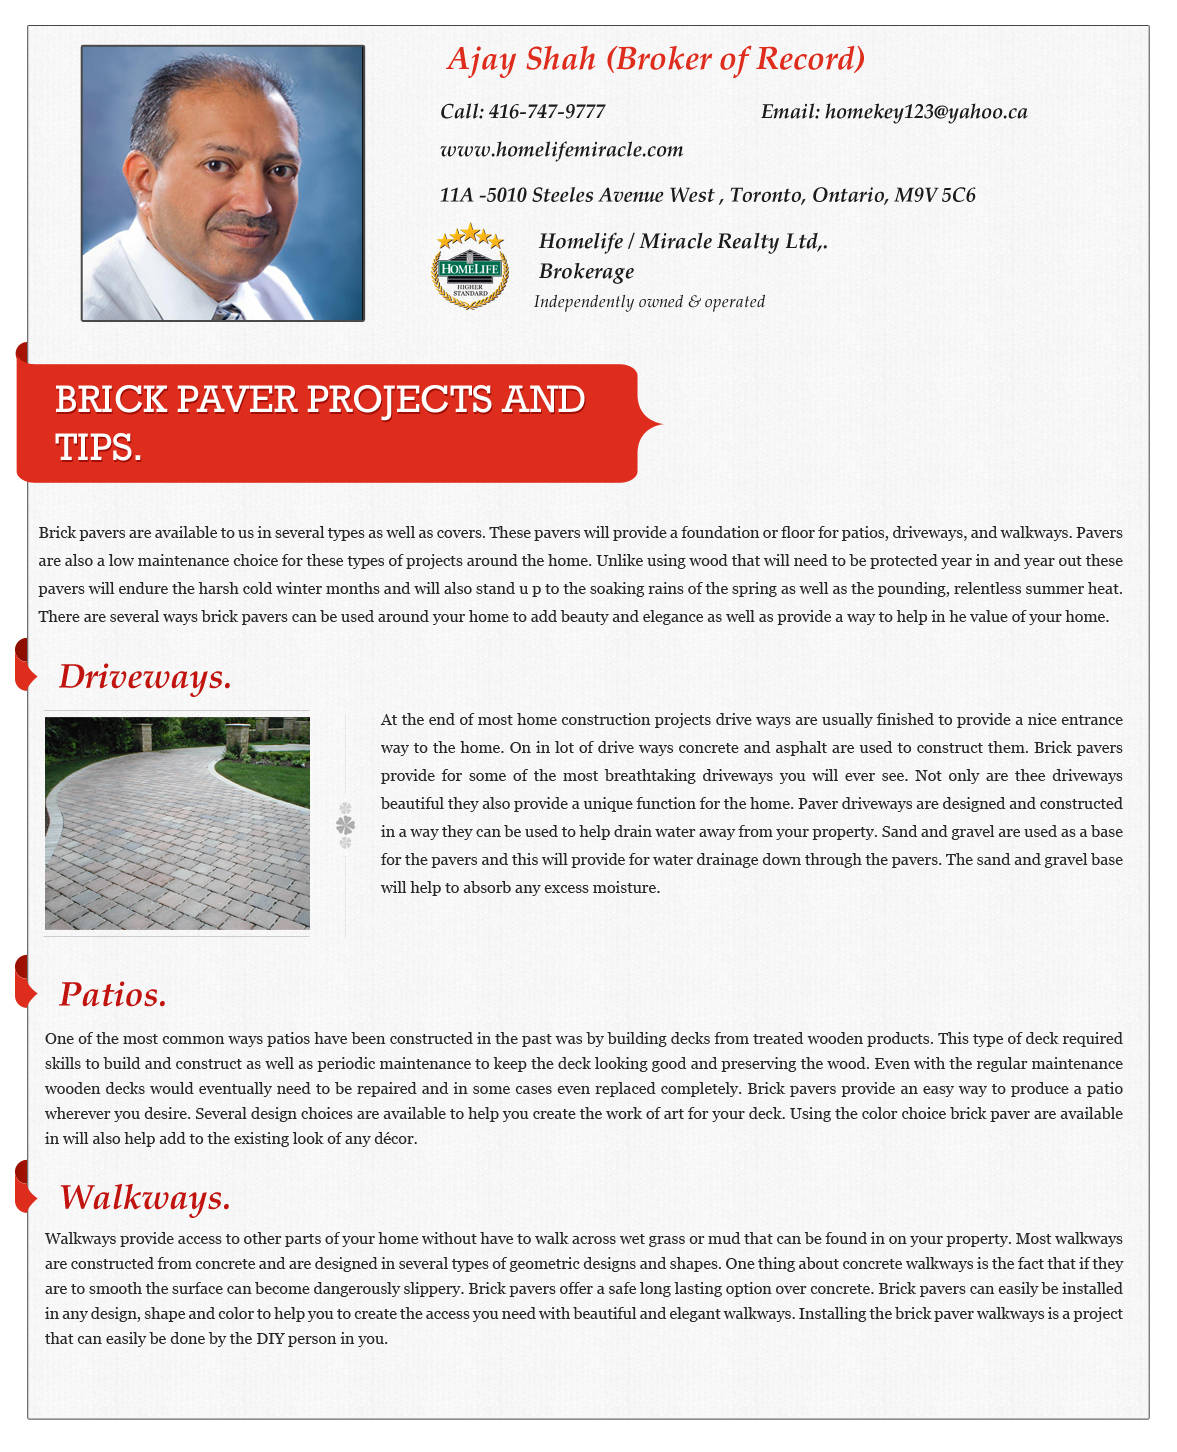 Ajay Shah (Broker of Record)
Call: 416-747-9777 Email: homekey123@yahoo.ca
www.homelifemiracle.com
11A -5010 Steeles Avenue West , Toronto, Ontario, M9V 5C6
HOMELIFE
HIGHER
STANDARD
Homelife / Miracle Realty Ltd,.
Brokerage
Independently owned & operated
BRICK PAVER PROJECTS AND
TIPS.
Brick pavers are available to us in several types as well as covers. These pavers will provide a foundation or floor for patios, driveways, and walkways. Pavers
are also a low maintenance choice for these types of projects around the home. Unlike using wood that will need to be protected year in and year out these
pavers will endure the harsh cold winter months and will also stand u p to the soaking rains of the spring as well as the pounding, relentless summer heat.
There are several ways brick pavers can be used around your home to add beauty and elegance as well as provide a way to help in he value of your home.
Driveways.
At the end of most home construction projects drive ways are usually finished to provide a nice entrance
way to the home. On in lot of drive ways concrete and asphalt are used to construct them. Brick pavers
provide for some of the most breathtaking driveways you will ever see. Not only are thee driveways
beautiful they also provide a unique function for the home. Paver driveways are designed and constructed
in a way they can be used to help drain water away from your property. Sand and gravel are used as a base
for the pavers and this will provide for water drainage down through the pavers. The sand and gravel base
will help to absorb any excess moisture.
Patios.
One of the most common ways patios have been constructed in the past was by building decks from treated wooden products. This type of deck required
skills to build and construct as well as periodic maintenance to keep the deck looking good and preserving the wood. Even with the regular maintenance
wooden decks would eventually need to be repaired and in some cases even replaced completely. Brick pavers provide an easy way to produce a patio
wherever you desire. Several design choices are available to help you create the work of art for your deck. Using the color choice brick paver are available
in will also help add to the existing look of any décor.
Walkways.
Walkways provide access to other parts of your home without have to walk across wet grass or mud that can be found in on your property. Most walkways
are constructed from concrete and are designed in several types of geometric designs and shapes. One thing about concrete walkways is the fact that if they
are to smooth the surface can become dangerously slippery. Brick pavers offer a safe long lasting option over concrete. Brick pavers can easily be installed
in any design, shape and color to help you to create the access you need with beautiful and elegant walkways. Installing the brick paver walkways is a project
that can easily be done by the DIY person in you.